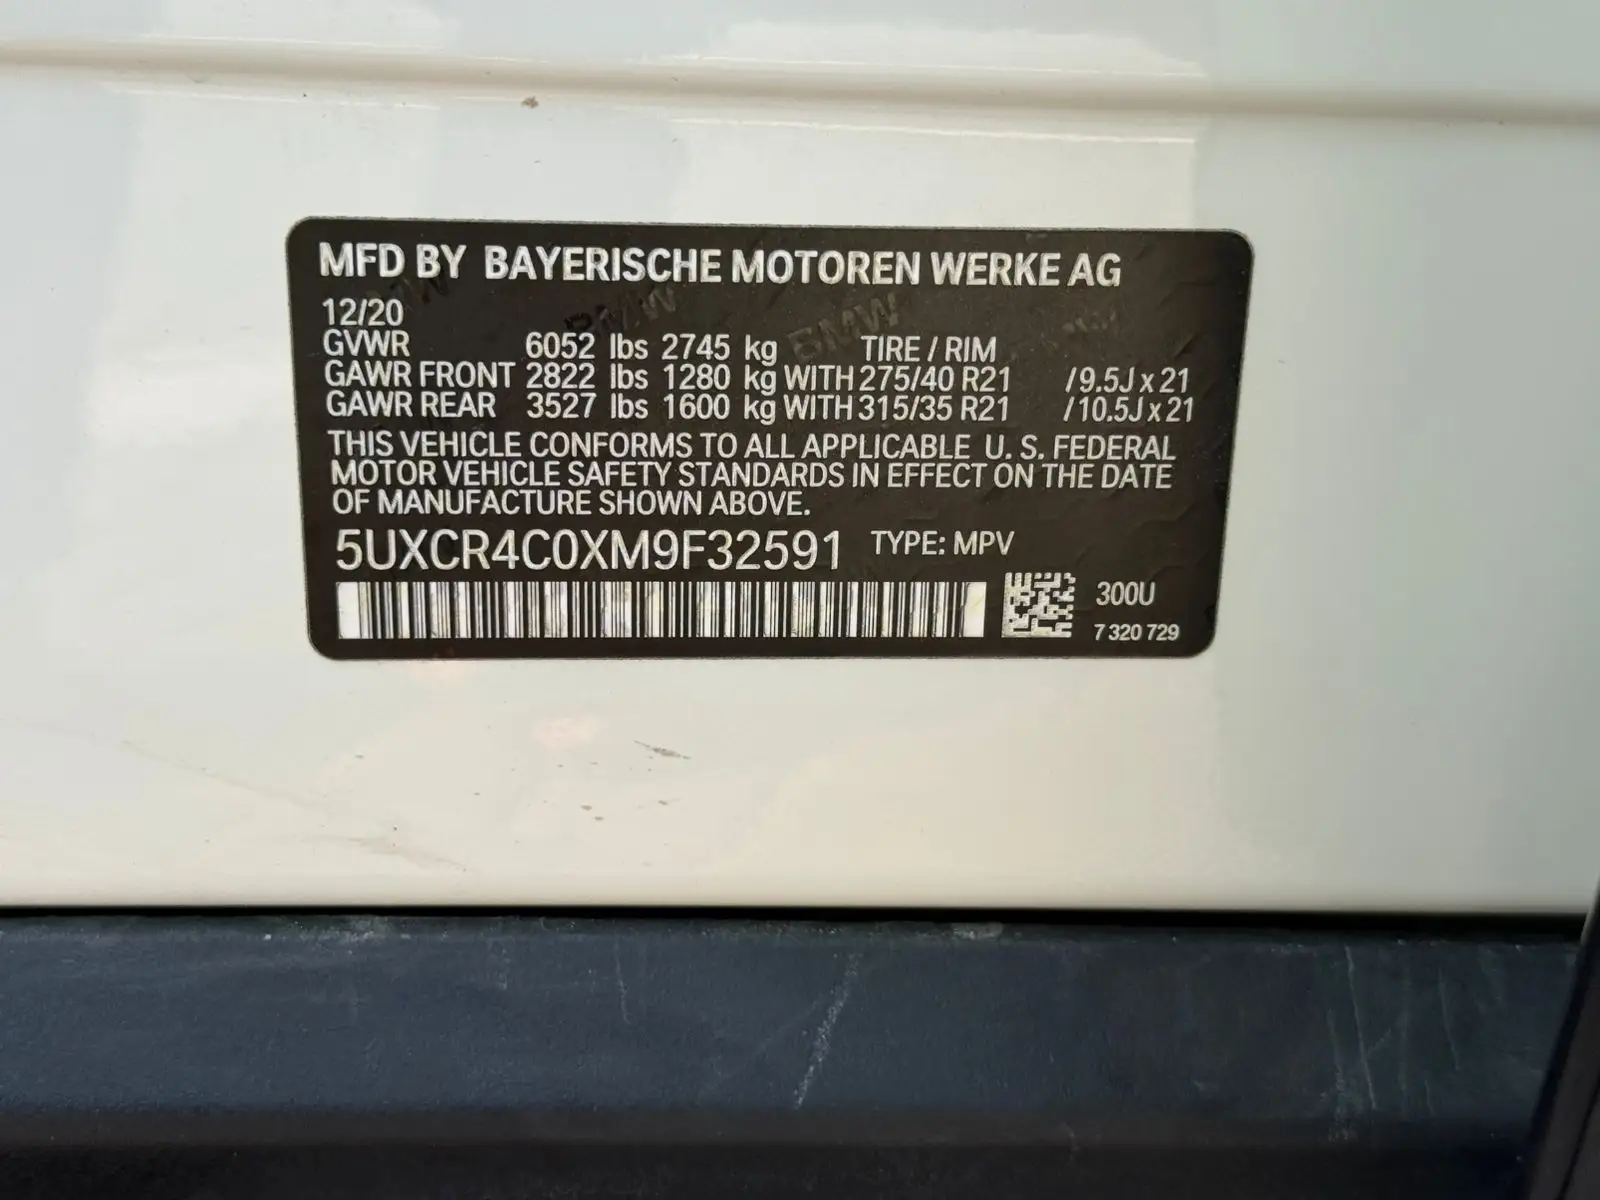 MFD BY BAYERISCHE MOTOREN WERKE AG
12/20
GVWR 6052 lbs 2745 kg TIRE / RIM
GAWR FRONT 2822 lbs 1280 kg WITH 275/40 R21 /9.5J x 21
GAWR REAR 3527 lbs 1600 kg WITH 315/35 R21 /10.5J x 21
THIS VEHICLE CONFORMS TO ALL APPLICABLE U. S. FEDERAL
MOTOR VEHICLE SAFETY STANDARDS IN EFFECT ON THE DATE
OF MANUFACTURE SHOWN ABOVE.
5UXCR4C0XM9F32591 TYPE: MPV
300U
7 320 729
BMW
BMW